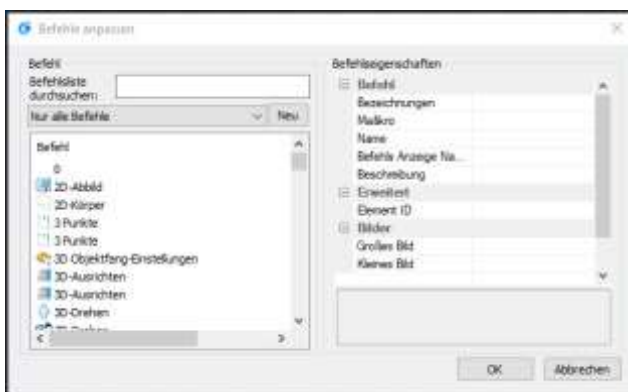 Befehle anpassen
Befehl
Befehlsliste
durchsuchen:
Nur alle Befehle
Neu
Befehl
0
2D-Abbild
2D-Körper
3 Punkte
3 Punkte
3D Objektfang-Einstellungen
3D-Ausrichten
3D-Ausrichten
3D-Drehen
Befehlseigenschaften
Befehl
Bezeichnungen
Makro
Name
Befehls Anzeige Na...
Beschreibung
Erweitert
Element ID
Bilder
Großes Bild
Kleines Bild
OK
Abbrechen